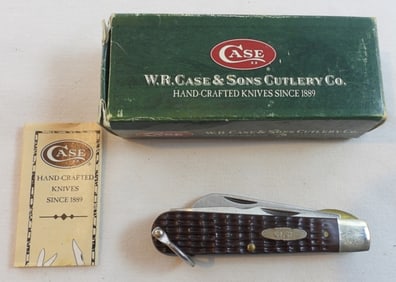 CASE
W.R. CASE & SONS CUTLERY CO.
HAND-CRAFTED KNIVES SINCE 1889
CASE
HAND-CRAFTED
KNIVES
SINCE 1889